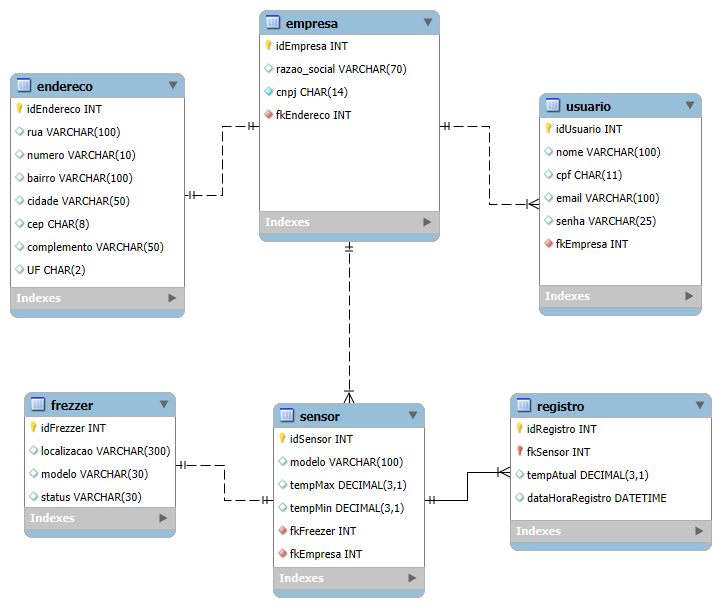 empresa
idEmpresa INT
razao_social VARCHAR(70)
cnpj CHAR(14)
fkEndereco INT
Indexes
endereco
idEndereco INT
rua VARCHAR(100)
numero VARCHAR(10)
bairro VARCHAR(100)
cidade VARCHAR(50)
cep CHAR(8)
complemento VARCHAR(50)
UF CHAR(2)
Indexes
usuario
idUsuario INT
nome VARCHAR(100)
cpf CHAR(11)
email VARCHAR(100)
senha VARCHAR(25)
fkEmpresa INT
Indexes
frezzer
idFrezzer INT
localizacao VARCHAR(300)
modelo VARCHAR(30)
status VARCHAR(30)
Indexes
sensor
idSensor INT
modelo VARCHAR(100)
tempMax DECIMAL(3,1)
tempMin DECIMAL(3,1)
fkFreezer INT
fkEmpresa INT
Indexes
registro
idRegistro INT
fkSensor INT
tempAtual DECIMAL(3,1)
dataHoraRegistro DATETIME
Indexes